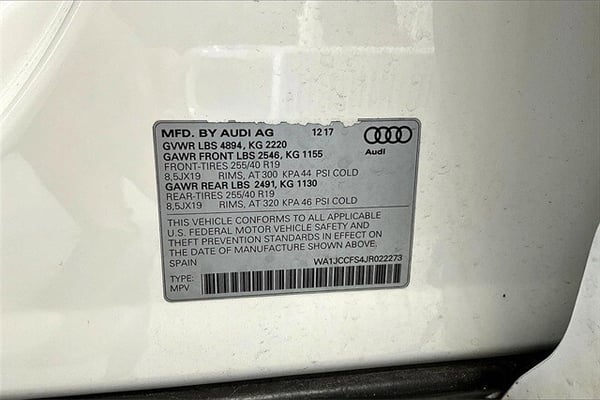 MFD. BY AUDI AG 12 17
GVWR LBS 4894, KG 2220
GAWR FRONT LBS 2546, KG 1155
FRONT-TIRES 255/40 R19
8,5JX19 RIMS, AT 300 KPA 44 PSI COLD
GAWR REAR LBS 2491, KG 1130
REAR-TIRES 255/40 R19
8,5JX19 RIMS, AT 320 KPA 46 PSI COLD
Audi
THIS VEHICLE CONFORMS TO ALL APPLICABLE
U.S. FEDERAL MOTOR VEHICLE SAFETY AND
THEFT PREVENTION STANDARDS IN EFFECT ON
THE DATE OF MANUFACTURE SHOWN ABOVE.
SPAIN WA1JCCFS4JR022273
TYPE:
MPV